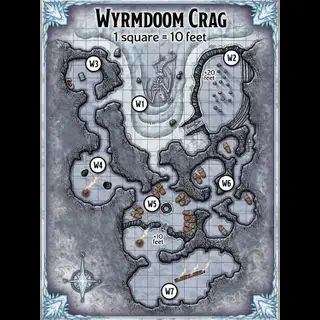 WYRMDOOM CRAG
1 square = 10 feet
W3
W2
+20
feet
W1
W4
W6
W5
+10
feet
W7